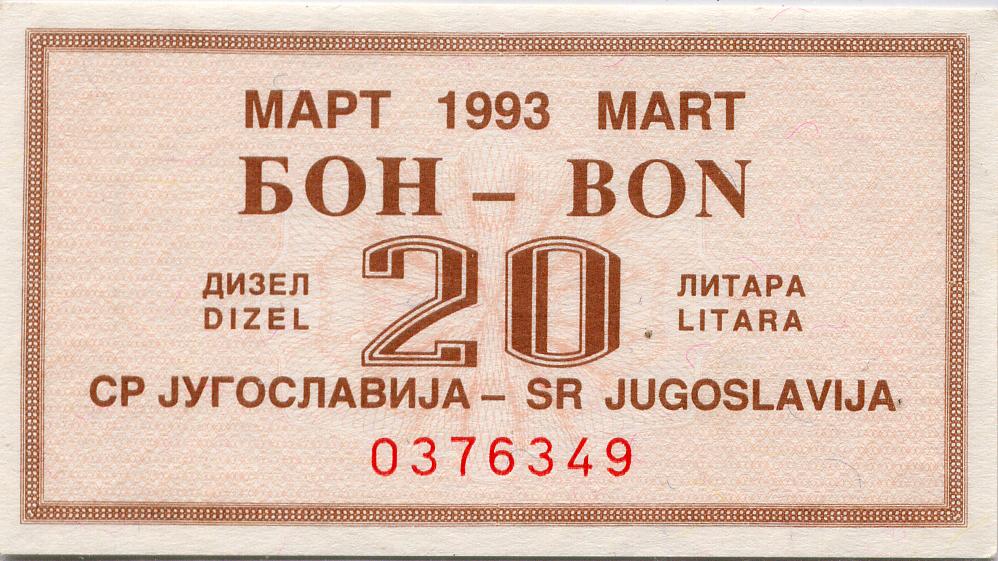 МАРТ 1993 MART
БОН - BON
20
ДИЗЕЛ
DIZEL
ЛИТАРА
LITARA
СР ЈУГОСЛАВИЈА - SR JUGOSLAVIJA
0376349